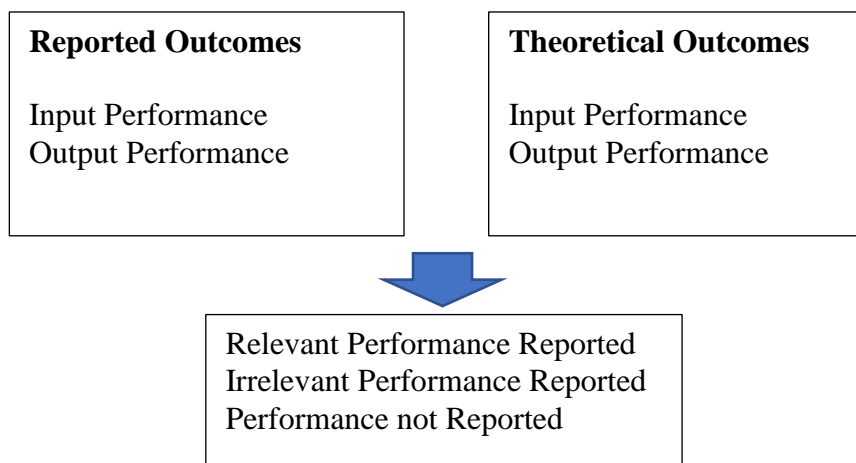 Reported Outcomes
Input Performance
Output Performance
Theoretical Outcomes
Input Performance
Output Performance
Relevant Performance Reported
Irrelevant Performance Reported
Performance not Reported